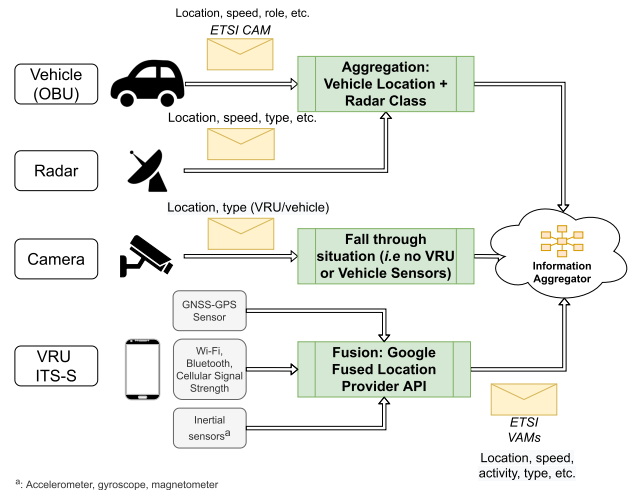 Location, speed, role, etc.
ETSI CAM
Vehicle
(OBU)
Aggregation:
Vehicle Location +
Radar Class
Location, speed, type, etc.
Radar
Location, type (VRU/vehicle)
Camera
Fall through
situation (i.e no VRU
or Vehicle Sensors)
Information
Aggregator
GNSS-GPS
Sensor
VRU
ITS-S
Wi-Fi,
Bluetooth,
Cellular Signal
Strength
Fusion: Google
Fused Location
Provider API
Inertial
sensorsa
ETSI
VAMs
Location, speed,
activity, type, etc.
a: Accelerometer, gyroscope, magnetometer